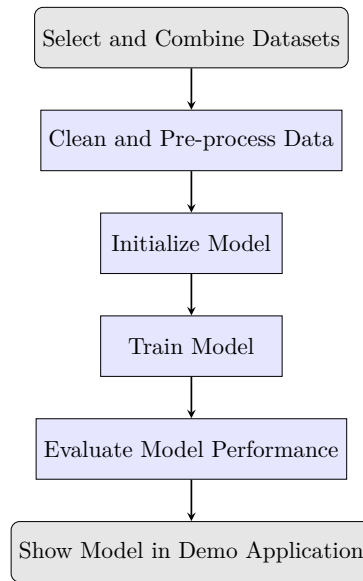 Select and Combine Datasets
Clean and Pre-process Data
Initialize Model
Train Model
Evaluate Model Performance
Show Model in Demo Application